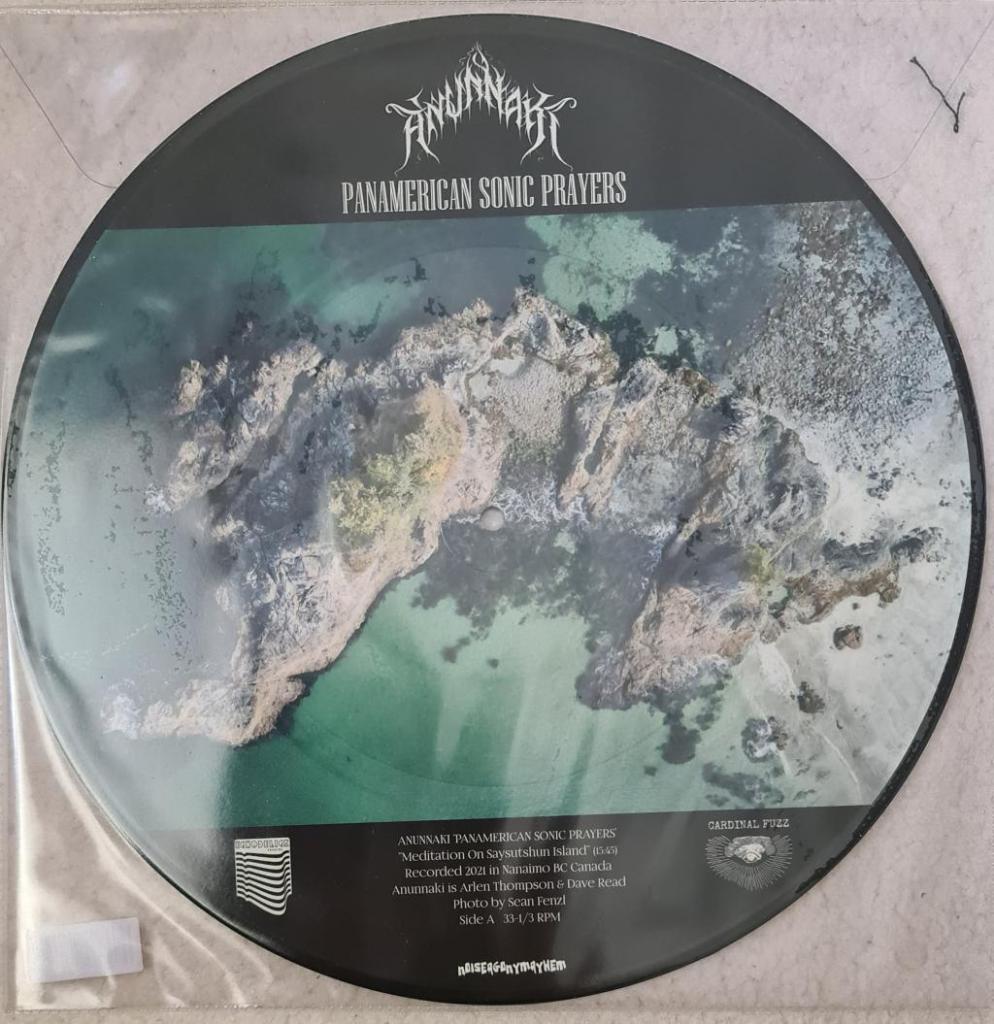 ANUNNAKI
PANAMERICAN SONIC PRAYERS
ANUNNAKI 'PANAMERICAN SONIC PRAYERS'
"Meditation On Saysutshun Island" (15:45)
Recorded 2021 in Nanaimo BC Canada
Anunnaki is Arlen Thompson & Dave Read
Photo by Sean Fenzl
Side A 33-1/3 RPM
CARDINAL FUZZ
NOISEAGONYMAYHEM